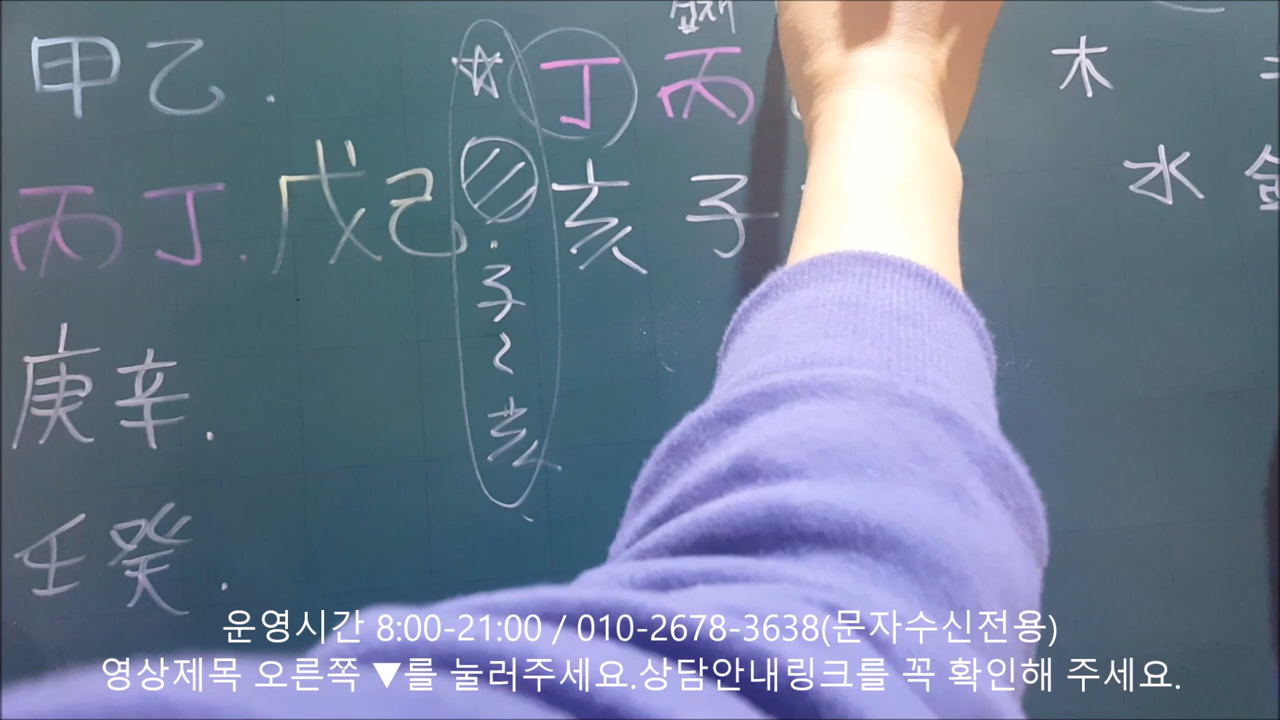 甲乙.
丙丁.戊己
庚辛.
壬癸.
子
亥
丁丙
亥子
木
水
운영시간 8:00-21:00 / 010-2678-3638(문자수신전용)
영상제목 오른쪽 ▼를 눌러주세요.상담안내링크를 꼭 확인해 주세요.